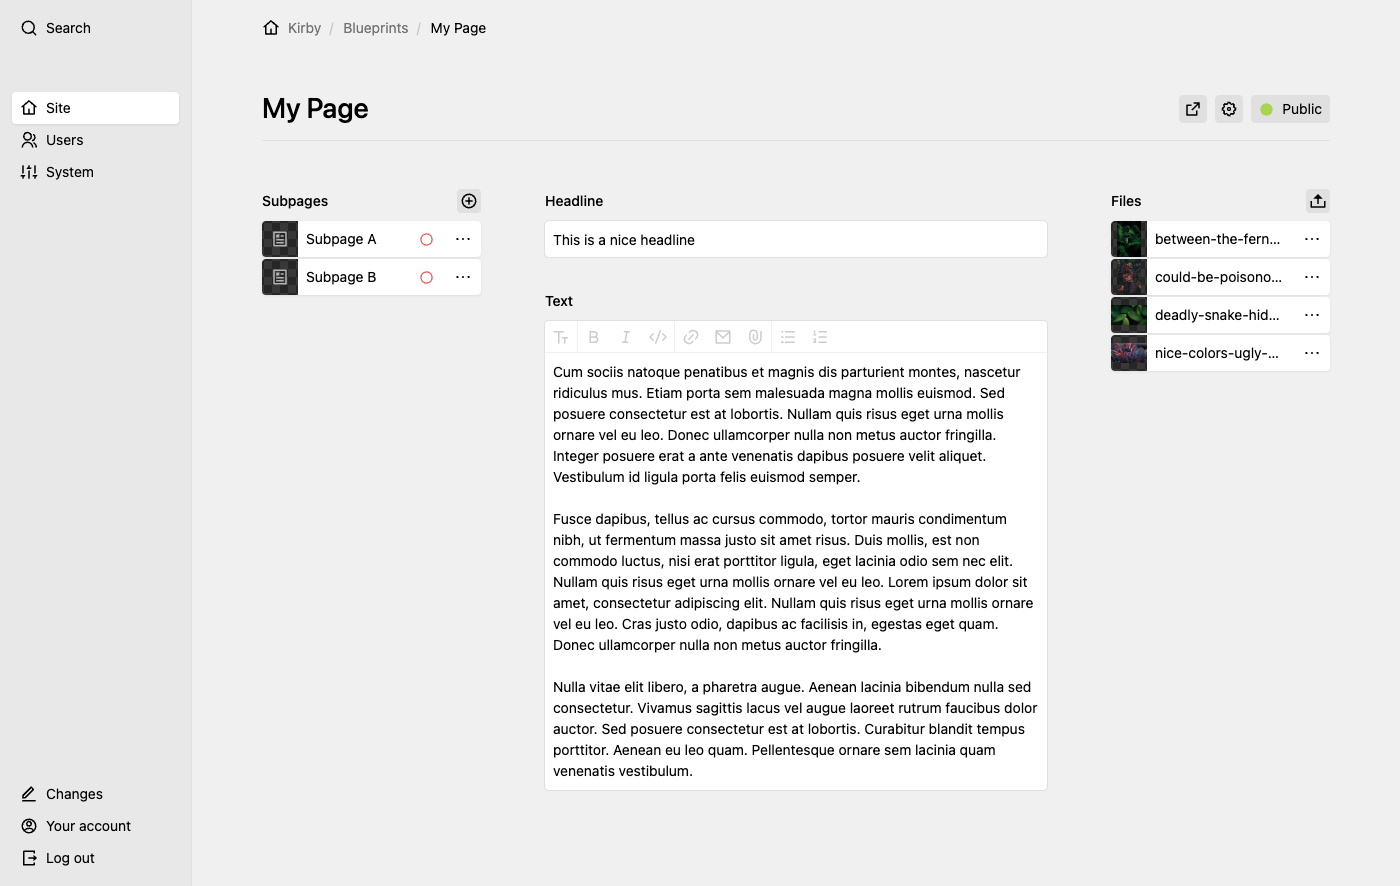 Search
Site
Users
System
Changes
Your account
Log out
Kirby / Blueprints / My Page
My Page
Public
Subpages
Subpage A
Subpage B
Headline
This is a nice headline
Text
Cum sociis natoque penatibus et magnis dis parturient montes, nascetur
ridiculus mus. Etiam porta sem malesuada magna mollis euismod. Sed
posuere consectetur est at lobortis. Nullam quis risus eget urna mollis
ornare vel eu leo. Donec ullamcorper nulla non metus auctor fringilla.
Integer posuere erat a ante venenatis dapibus posuere velit aliquet.
Vestibulum id ligula porta felis euismod semper.
Fusce dapibus, tellus ac cursus commodo, tortor mauris condimentum
nibh, ut fermentum massa justo sit amet risus. Duis mollis, est non
commodo luctus, nisi erat porttitor ligula, eget lacinia odio sem nec elit.
Nullam quis risus eget urna mollis ornare vel eu leo. Lorem ipsum dolor sit
amet, consectetur adipiscing elit. Nullam quis risus eget urna mollis ornare
vel eu leo. Cras justo odio, dapibus ac facilisis in, egestas eget quam.
Donec ullamcorper nulla non metus auctor fringilla.
Nulla vitae elit libero, a pharetra augue. Aenean lacinia bibendum nulla sed
consectetur. Vivamus sagittis lacus vel augue laoreet rutrum faucibus dolor
auctor. Sed posuere consectetur est at lobortis. Curabitur blandit tempus
porttitor. Aenean eu leo quam. Pellentesque ornare sem lacinia quam
venenatis vestibulum.
Files
between-the-fern...
could-be-poisono...
deadly-snake-hid...
nice-colors-ugly-...